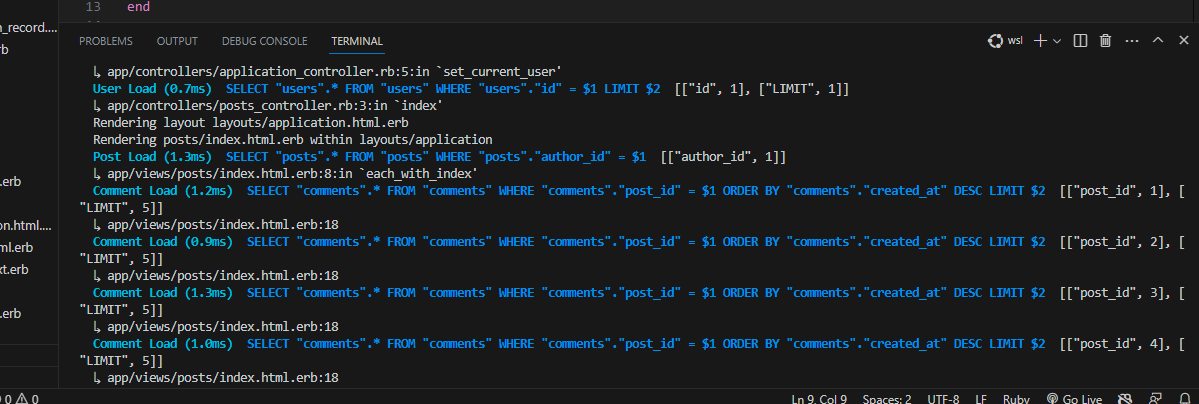 13 end
n_record....
rb
PROBLEMS OUTPUT DEBUG CONSOLE TERMINAL wsl
↳ app/controllers/application_controller.rb:5:in `set_current_user'
User Load (0.7ms) SELECT "users".* FROM "users" WHERE "users"."id" = $1 LIMIT $2 [["id", 1], ["LIMIT", 1]]
↳ app/controllers/posts_controller.rb:3:in `index'
Rendering layout layouts/application.html.erb
Rendering posts/index.html.erb within layouts/application
Post Load (1.3ms) SELECT "posts".* FROM "posts" WHERE "posts"."author_id" = $1 [["author_id", 1]]
↳ app/views/posts/index.html.erb:8:in `each_with_index'
.erb
Comment Load (1.2ms) SELECT "comments".* FROM "comments" WHERE "comments"."post_id" = $1 ORDER BY "comments"."created_at" DESC LIMIT $2 [["post_id", 1], [
"LIMIT", 5]]
↳ app/views/posts/index.html.erb:18
on.html....
Comment Load (0.9ms) SELECT "comments".* FROM "comments" WHERE "comments"."post_id" = $1 ORDER BY "comments"."created_at" DESC LIMIT $2 [["post_id", 2], [
ml.erb
"LIMIT", 5]]
xt.erb
↳ app/views/posts/index.html.erb:18
Comment Load (1.3ms) SELECT "comments".* FROM "comments" WHERE "comments"."post_id" = $1 ORDER BY "comments"."created_at" DESC LIMIT $2 [["post_id", 3], [
"LIMIT", 5]]
.erb
↳ app/views/posts/index.html.erb:18
Comment Load (1.0ms) SELECT "comments".* FROM "comments" WHERE "comments"."post_id" = $1 ORDER BY "comments"."created_at" DESC LIMIT $2 [["post_id", 4], [
"LIMIT", 5]]
↳ app/views/posts/index.html.erb:18
0 0 Ln 9, Col 9 Spaces: 2 UTF-8 LF Ruby Go Live